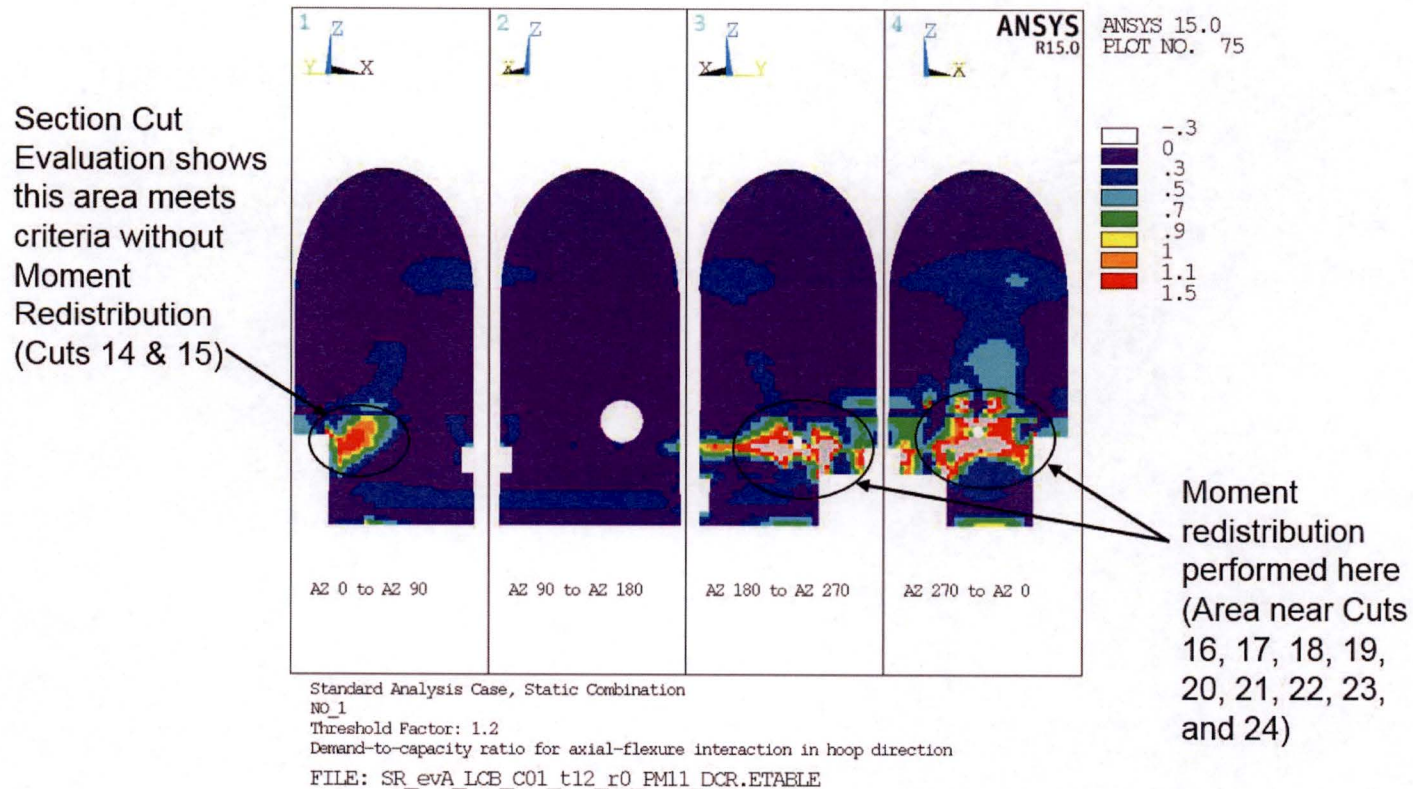 1
Z
Y
X
2
Z
X
3
Z
X
Y
4
Z
X
ANSYS
R15.0
ANSYS 15.0
PLOT NO. 75
-.3
0
.3
.5
.7
.9
1
1.1
1.5
Section Cut
Evaluation shows
this area meets
criteria without
Moment
Redistribution
(Cuts 14 & 15)
Moment
redistribution
performed here
(Area near Cuts
16, 17, 18, 19,
20, 21, 22, 23,
and 24)
AZ 0 to AZ 90
AZ 90 to AZ 180
AZ 180 to AZ 270
AZ 270 to AZ 0
Standard Analysis Case, Static Combination
NO_1
Threshold Factor: 1.2
Demand-to-capacity ratio for axial-flexure interaction in hoop direction
FILE: SR_evA_LCB_C01_t12_r0_PM11_DCR.ETABLE